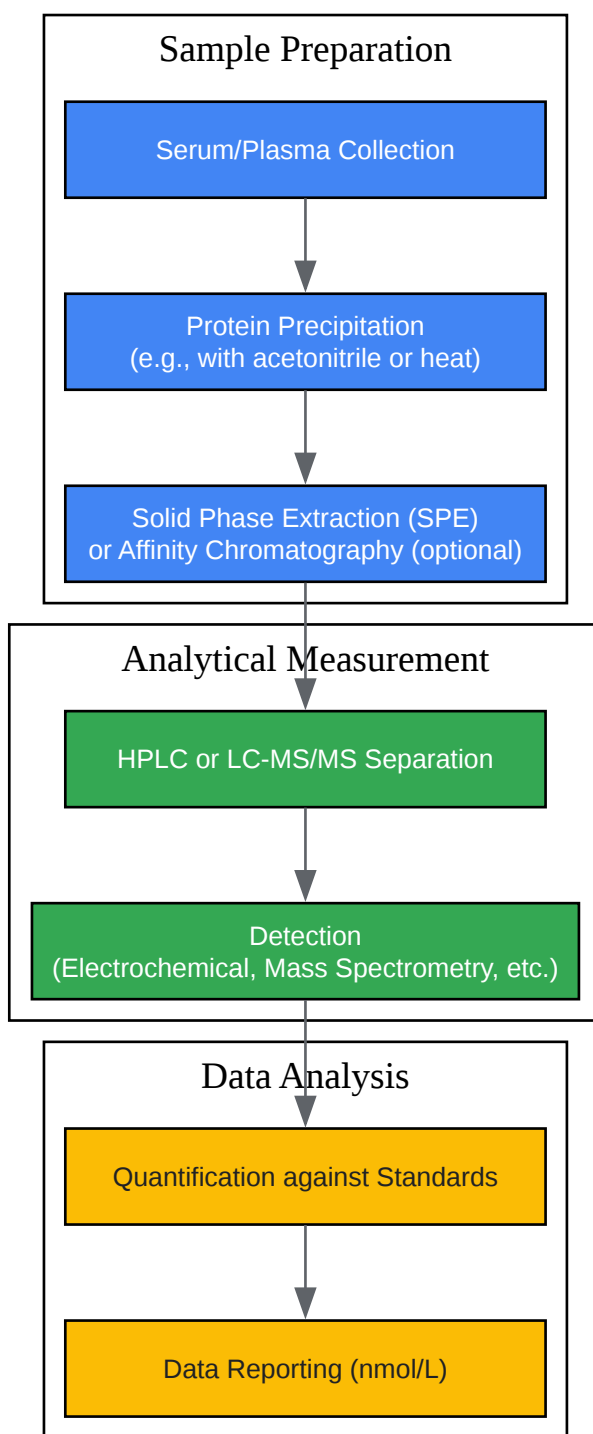 Sample Preparation
Serum/Plasma Collection
Protein Precipitation
(e.g., with acetonitrile or heat)
Solid Phase Extraction (SPE)
or Affinity Chromatography (optional)
Analytical Measurement
HPLC or LC-MS/MS Separation
Detection
(Electrochemical, Mass Spectrometry, etc.)
Data Analysis
Quantification against Standards
Data Reporting (nmol/L)